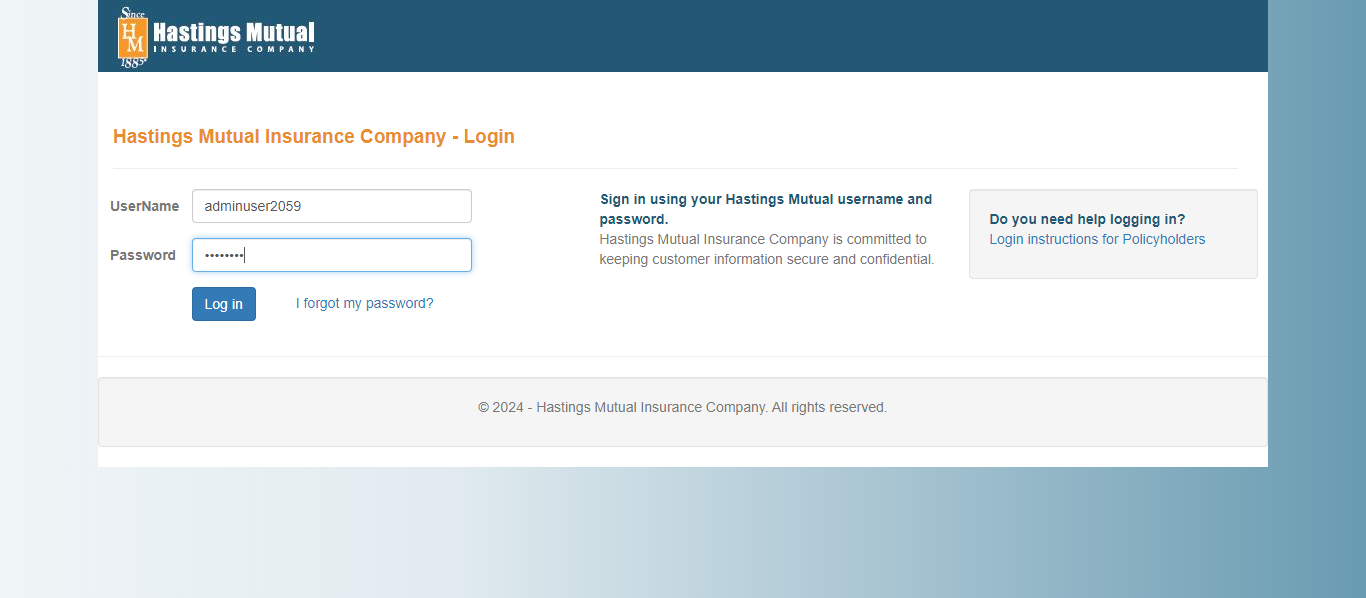 Since
HM
1885
Hastings Mutual
INSURANCE COMPANY
Hastings Mutual Insurance Company - Login
UserName
adminuser2059
Password
••••••••
Log in
I forgot my password?
Sign in using your Hastings Mutual username and
password.
Hastings Mutual Insurance Company is committed to
keeping customer information secure and confidential.
Do you need help logging in?
Login instructions for Policyholders
© 2024 - Hastings Mutual Insurance Company. All rights reserved.